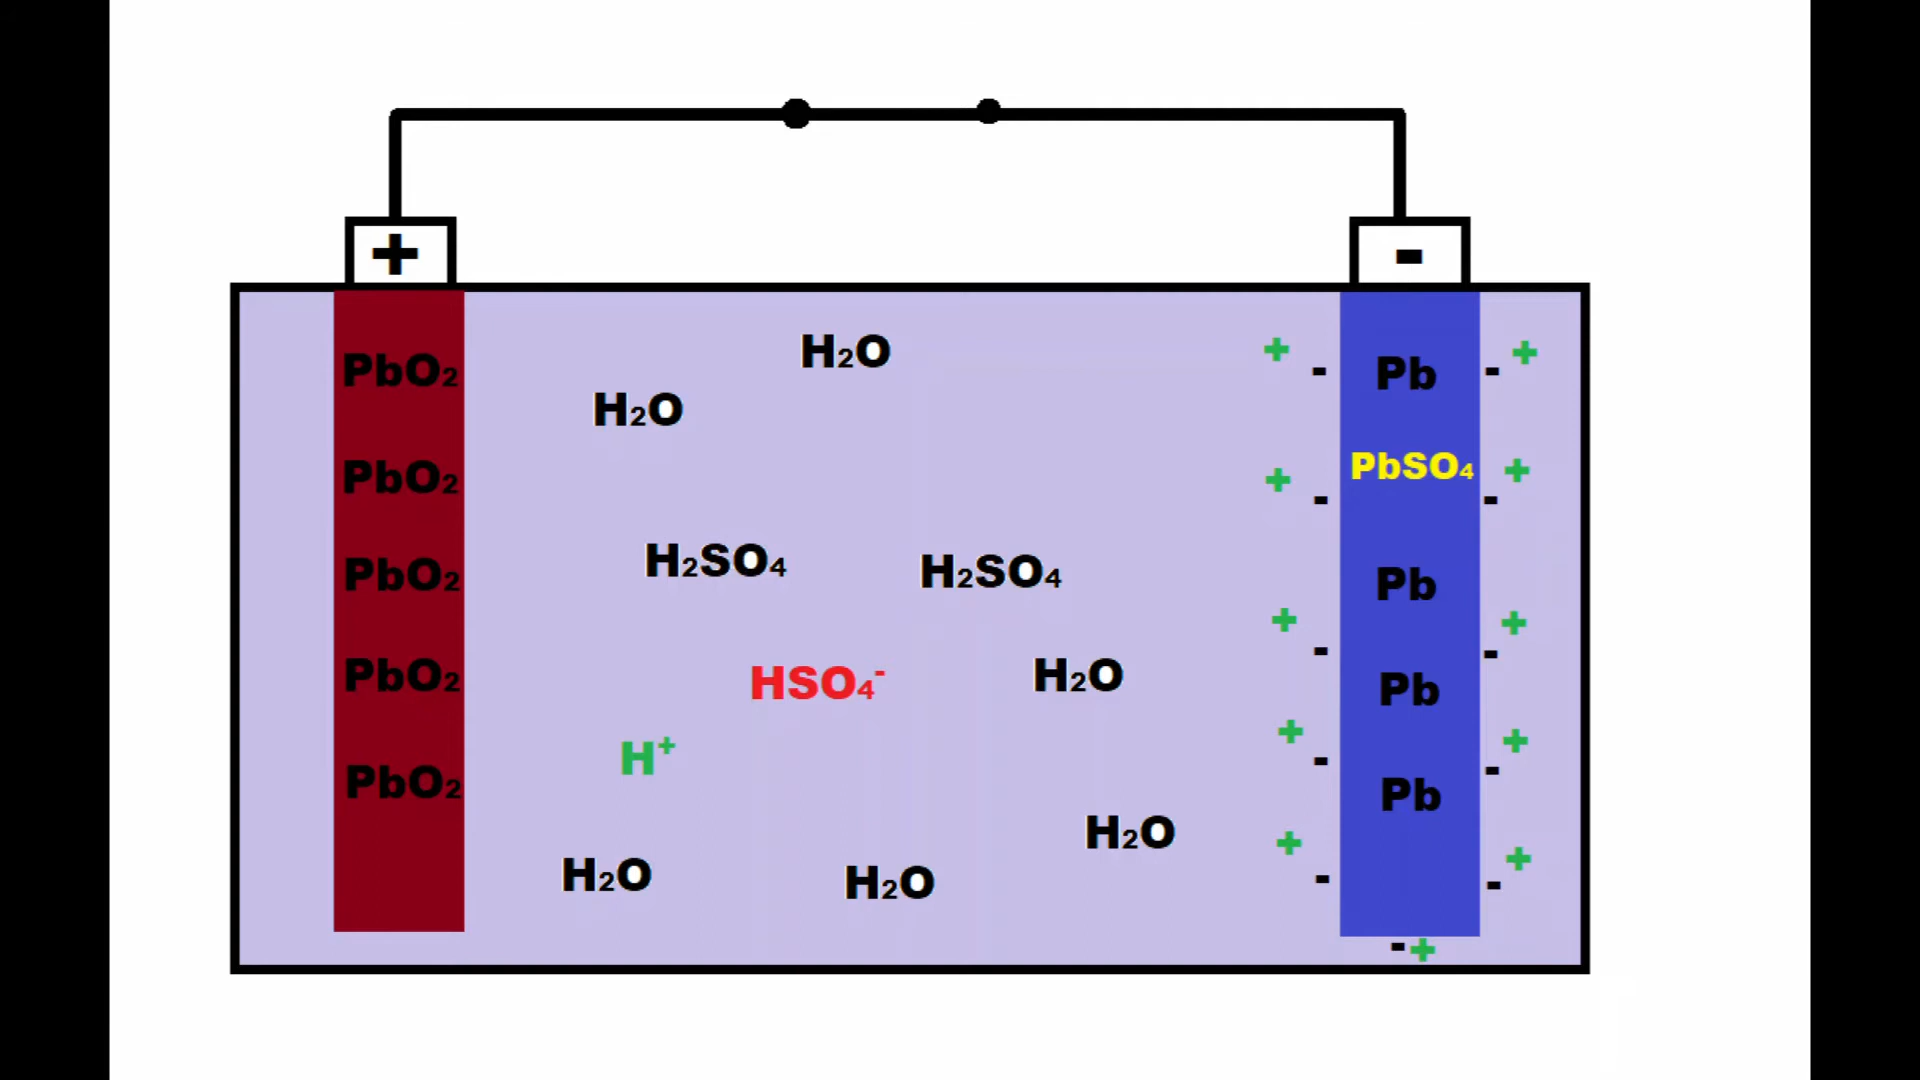 + -
H₂O
+ +
PbO₂ - Pb -
H₂O
PbSO₄
PbO₂ + +
- -
H₂SO₄ H₂SO₄
PbO₂ Pb
+ +
- -
PbO₂ HSO₄⁻ H₂O Pb
H⁺ + +
- -
PbO₂ Pb
H₂O
+ +
H₂O H₂O - -
- +